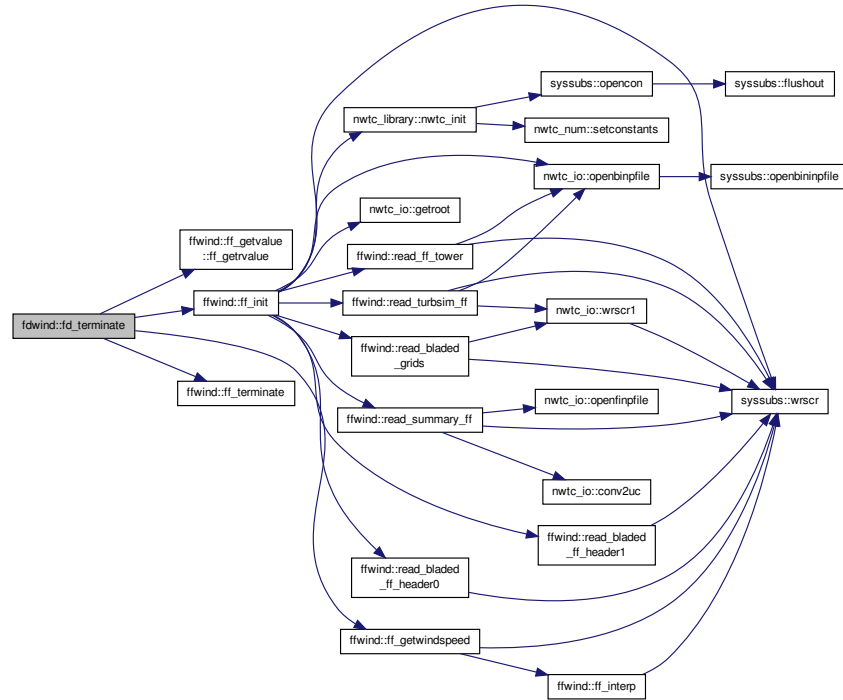 syssubs::opencon
syssubs::flushout
nwtc_library::nwtc_init
nwtc_num::setconstants
nwtc_io::openbinpfile
syssubs::openbininpfile
nwtc_io::getroot
ffwind::ff_getvalue
::ff_getrvalue
ffwind::read_ff_tower
ffwind::ff_init
ffwind::read_turbsim_ff
nwtc_io::wrscr1
fdwind::fd_terminate
ffwind::read_bladed
_grids
ffwind::ff_terminate
nwtc_io::openfinpfile
syssubs::wrscr
ffwind::read_summary_ff
nwtc_io::conv2uc
ffwind::read_bladed
_ff_header1
ffwind::read_bladed
_ff_header0
ffwind::ff_getwindspeed
ffwind::ff_interp